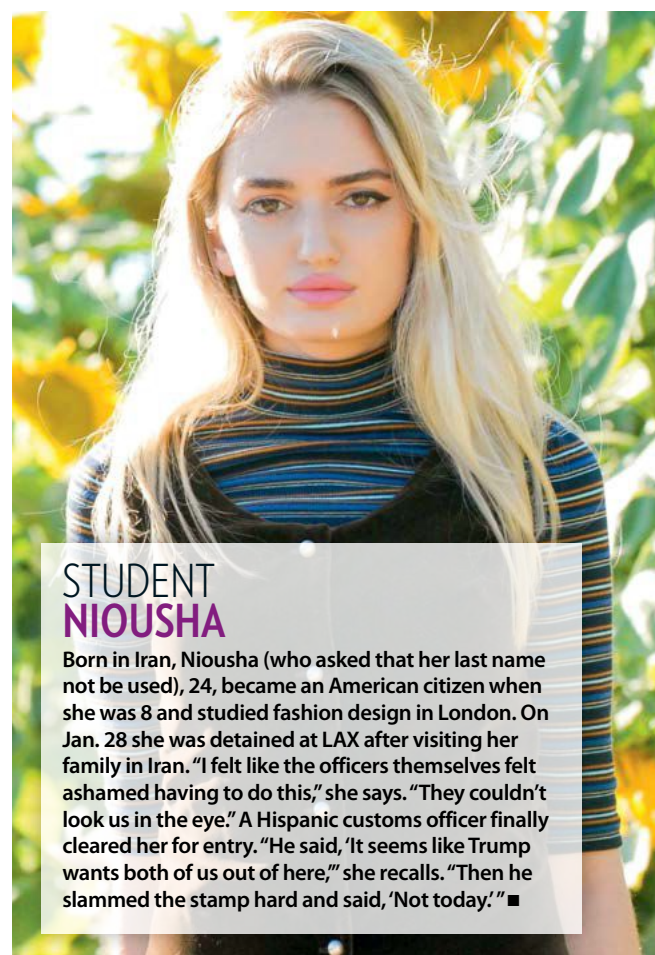 STUDENT
NIOUSHA
Born in Iran, Niousha (who asked that her last name
not be used), 24, became an American citizen when
she was 8 and studied fashion design in London. On
Jan. 28 she was detained at LAX after visiting her
family in Iran. “I felt like the officers themselves felt
ashamed having to do this,” she says. “They couldn’t
look us in the eye.” A Hispanic customs officer finally
cleared her for entry. “He said, ‘It seems like Trump
wants both of us out of here,’” she recalls. “Then he
slammed the stamp hard and said, ‘Not today.’” ■